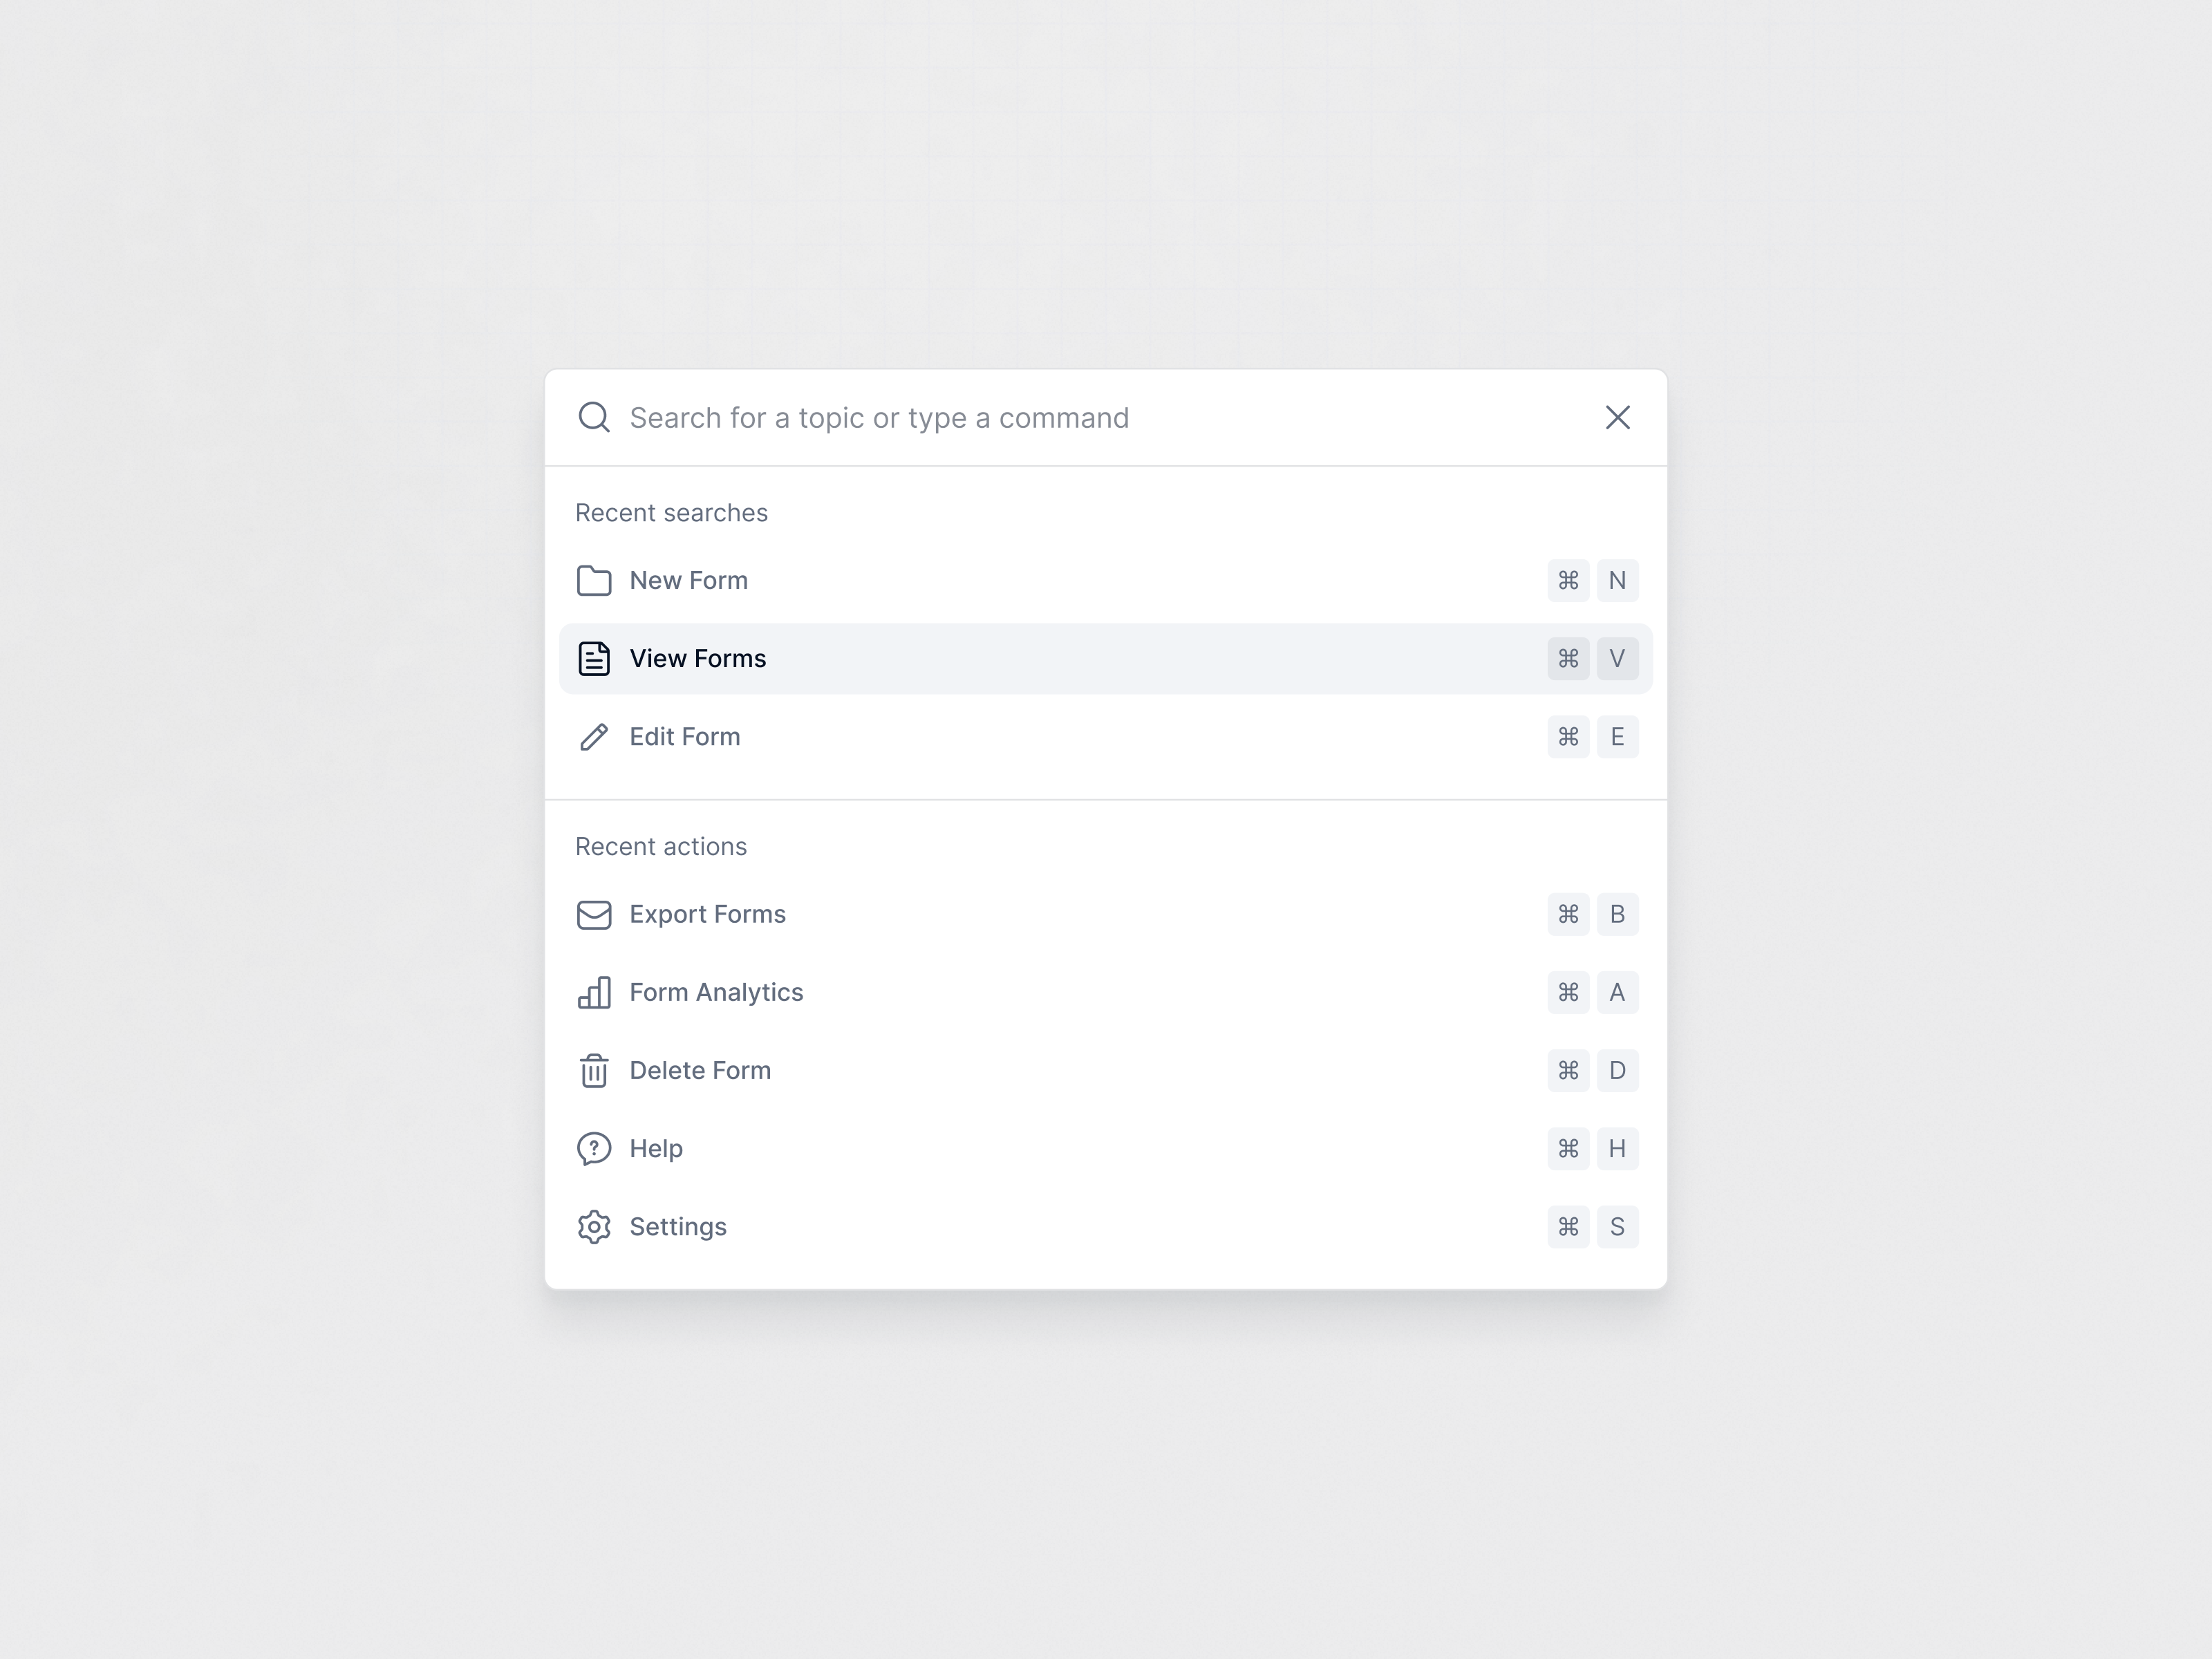 Search for a topic or type a command
Recent searches
New Form ⌘ N
View Forms ⌘ V
Edit Form ⌘ E
Recent actions
Export Forms ⌘ B
Form Analytics ⌘ A
Delete Form ⌘ D
Help ⌘ H
Settings ⌘ S